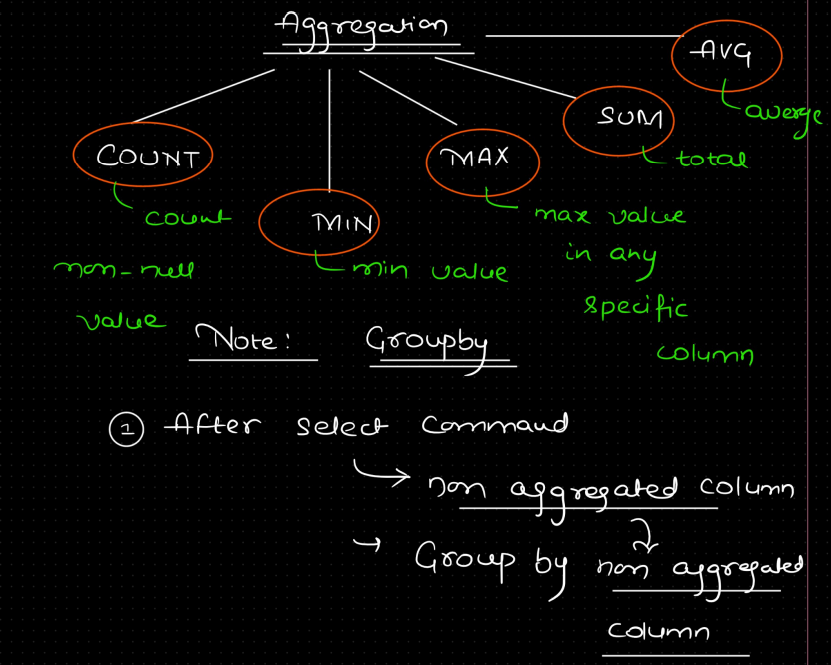 Aggregation
AVG
averge
SUM
total
COUNT
count
non-null
value
MAX
max value
in any
specific
column
MIN
min value
Note: Groupby
1 After select command
→ non aggregated column
→ Group by non aggregated
column